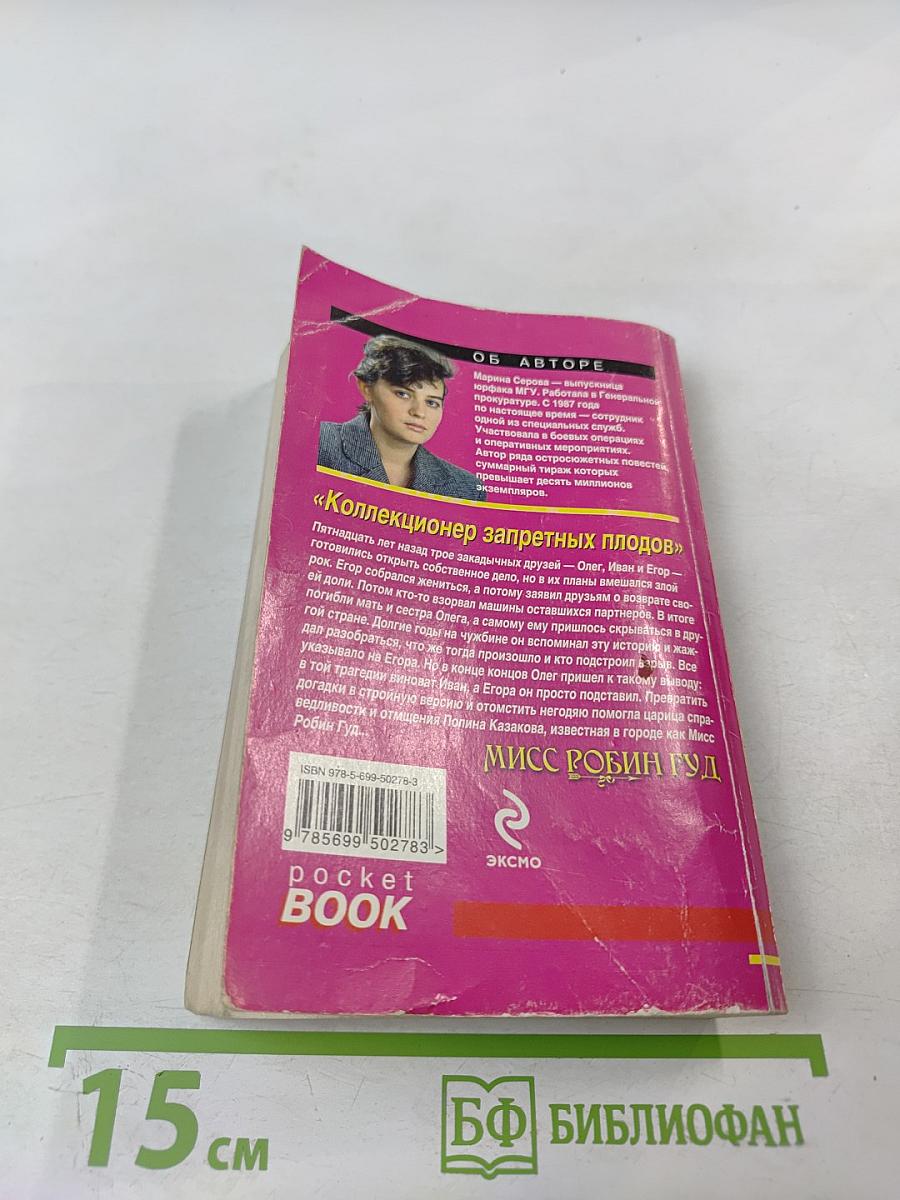 ОБ АВТОРЕ
Марина Серова — выпускница
юрфака МГУ. Работала в Генеральной
прокуратуре. С 1987 года
по настоящее время — сотрудник
одной из специальных служб.
Участвовала в боевых операциях
и оперативных мероприятиях.
Автор ряда остросюжетных повестей,
суммарный тираж которых
превышает десять миллионов
экземпляров.
«Коллекционер запретных плодов»
Пятнадцать лет назад трое закадычных друзей — Олег, Иван и Егор —
готовились открыть собственное дело, но в их планы вмешался злой
рок. Егор собрался жениться, а потому заявил друзьям о возврате сво-
ей доли. Потом кто-то взорвал машины оставшихся партнеров. В итоге
погибли мать и сестра Олега, а самому ему пришлось скрываться в дру-
гой стране. Долгие годы на чужбине он вспоминал эту историю и жаж-
дал разобраться, что же тогда произошло и кто подстроил взрыв. Все
указывало на Егора. Но в конце концов Олег пришел к такому выводу:
в той трагедии виноват Иван, а Егора он просто подставил. Превратить
догадки в стройную версию и отомстить негодяю помогла царица спра-
ведливости и отмщения Полина Казакова, известная в городе как Мисс
Робин Гуд...
МИСС РОБИН ГУД
ISBN 978-5-699-50278-3
9 785699 502783 >
ЭКСМО
pocket
BOOK
15 см
БФ БИБЛИОФАН